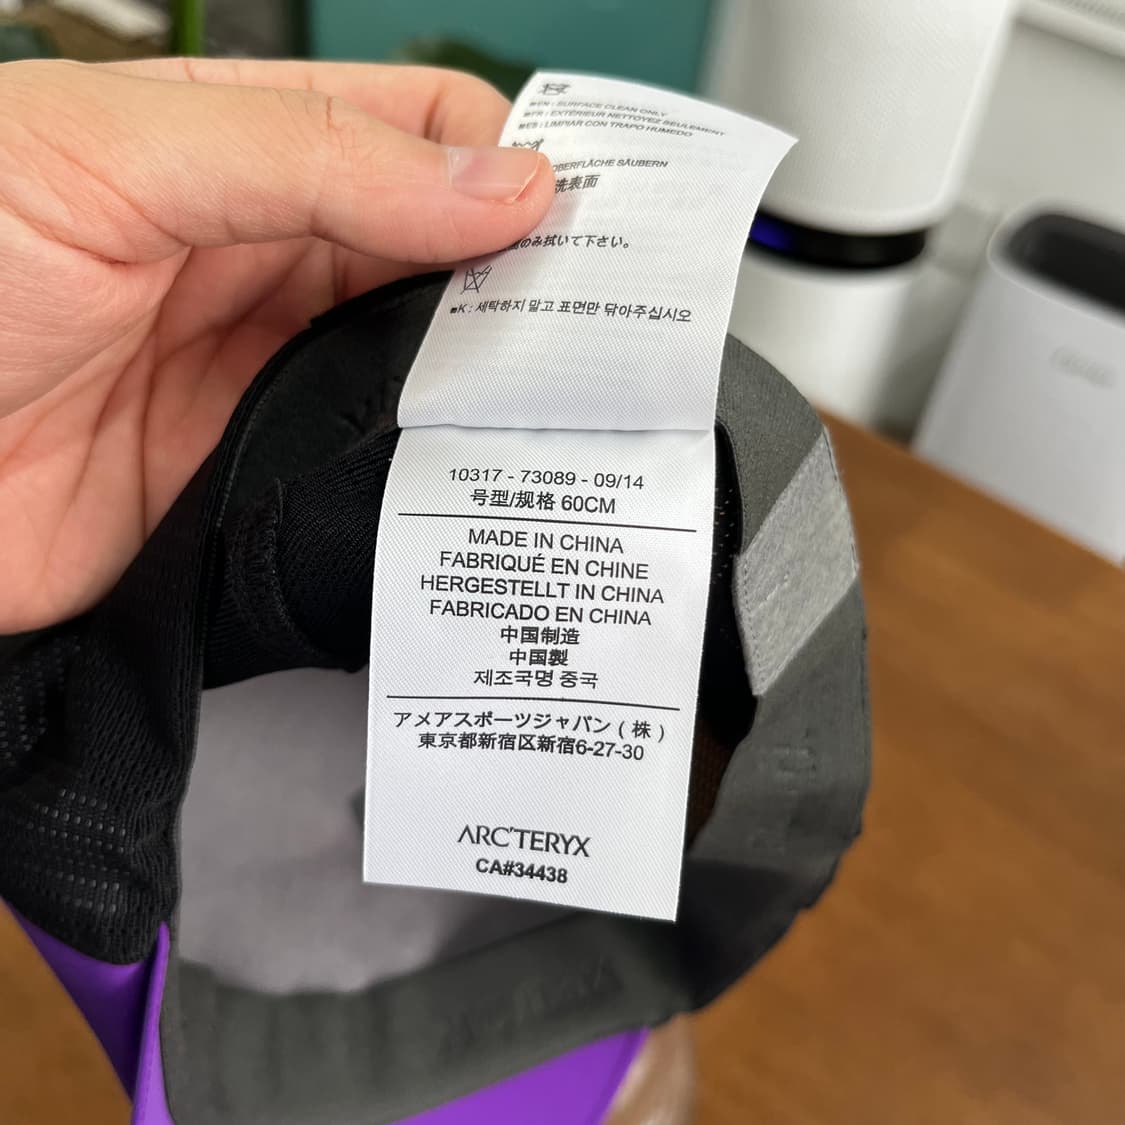 ■EN : SURFACE CLEAN ONLY
■FR : EXTÉRIEUR NETTOYEZ SEULEMENT
■ES : LIMPIAR CON TRAPO HUMEDO
OBERFLÄCHE SÄUBERN
洗表面
のみ拭いて下さい。
■K : 세탁하지 말고 표면만 닦아주십시오
10317 - 73089 - 09/14
号型/规格 60CM
MADE IN CHINA
FABRIQUÉ EN CHINE
HERGESTELLT IN CHINA
FABRICADO EN CHINA
中国制造
中国製
제조국명 중국
アメアスポーツジャパン ( 株 )
東京都新宿区新宿6-27-30
ARC'TERYX
CA#34438